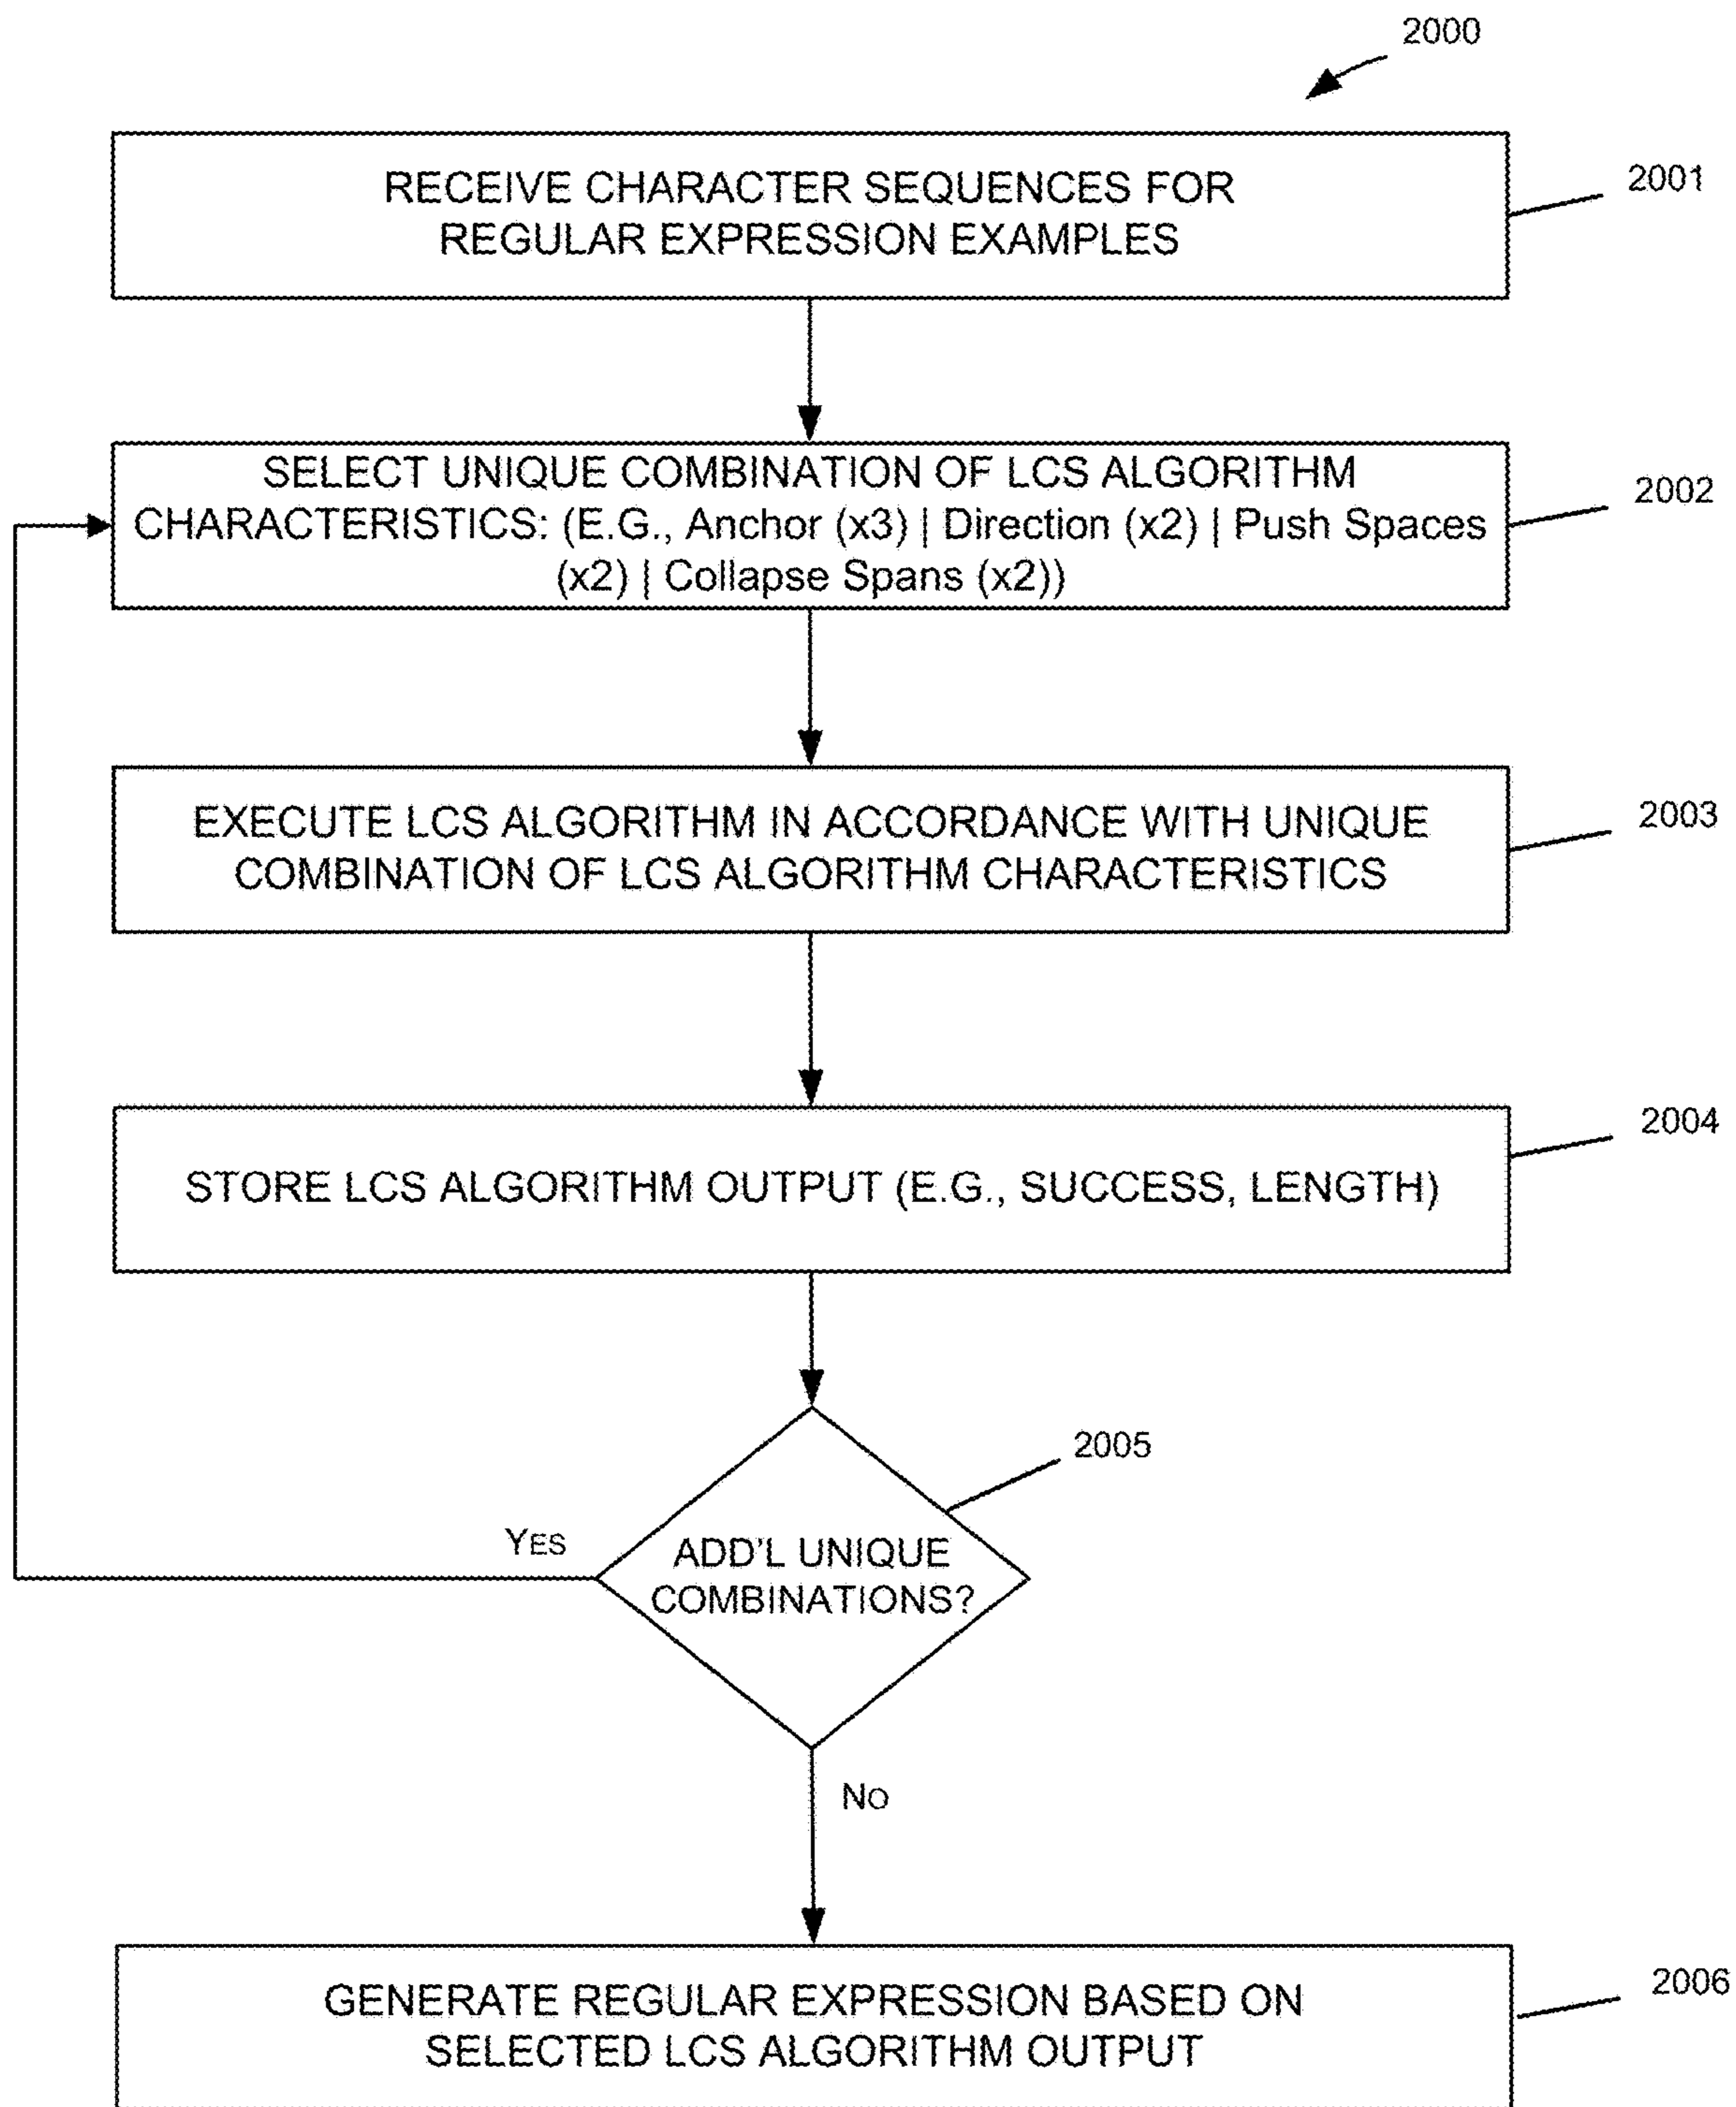 2000
RECEIVE CHARACTER SEQUENCES FOR
REGULAR EXPRESSION EXAMPLES
2001
SELECT UNIQUE COMBINATION OF LCS ALGORITHM
CHARACTERISTICS: (E.G., Anchor (x3) | Direction (x2) | Push Spaces
(x2) | Collapse Spans (x2))
2002
EXECUTE LCS ALGORITHM IN ACCORDANCE WITH UNIQUE
COMBINATION OF LCS ALGORITHM CHARACTERISTICS
2003
STORE LCS ALGORITHM OUTPUT (E.G., SUCCESS, LENGTH)
2004
ADD'L UNIQUE
COMBINATIONS?
2005
YES
NO
GENERATE REGULAR EXPRESSION BASED ON
SELECTED LCS ALGORITHM OUTPUT
2006